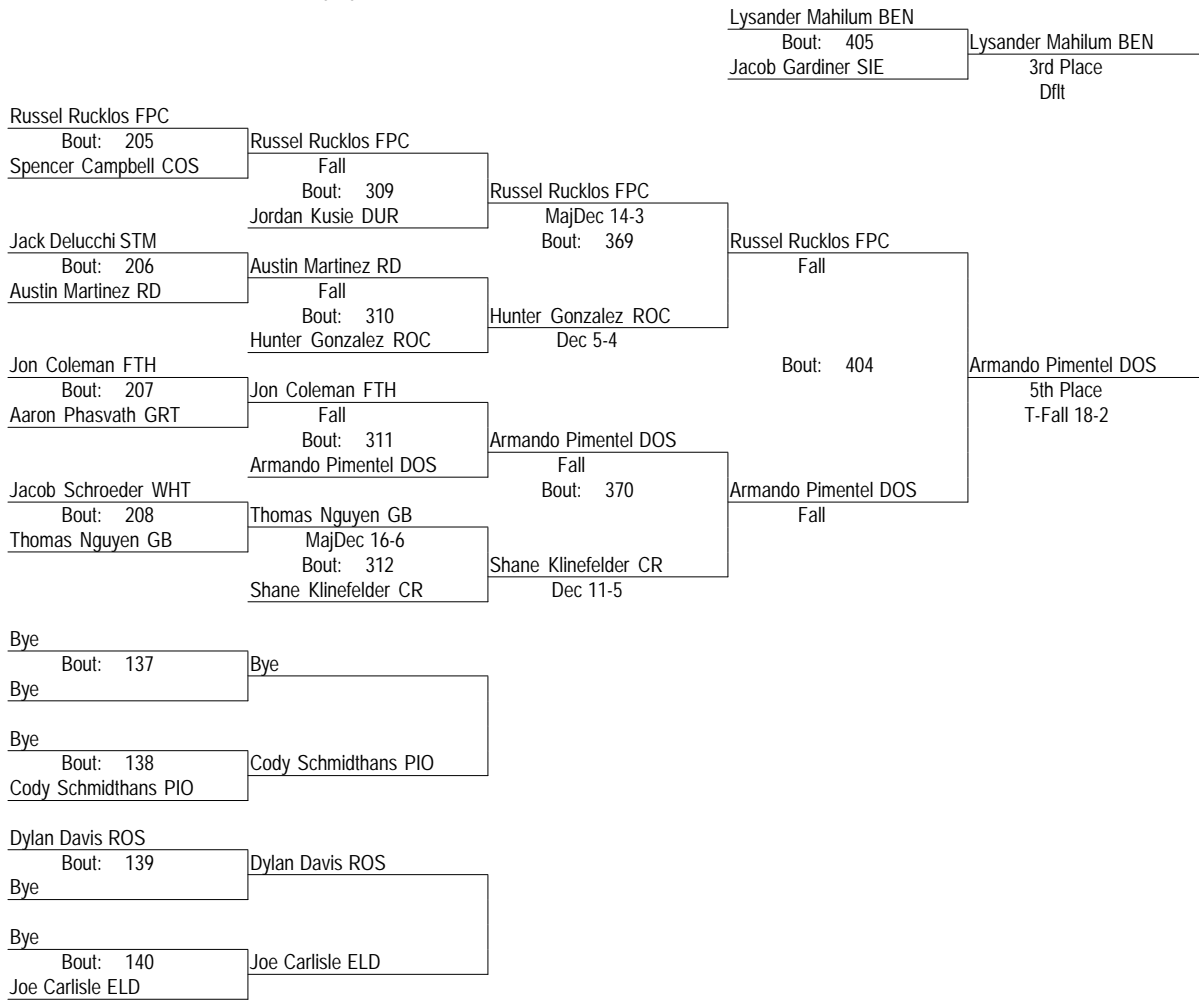 Lysander Mahilum BEN
Bout: 405
Lysander Mahilum BEN
Jacob Gardiner SIE
3rd Place
Dflt
Russel Rucklos FPC
Bout: 205
Russel Rucklos FPC
Spencer Campbell COS
Fall
Bout: 309
Russel Rucklos FPC
Jordan Kusie DUR
MajDec 14-3
Bout: 369
Jack Delucchi STM
Russel Rucklos FPC
Bout: 206
Austin Martinez RD
Fall
Austin Martinez RD
Fall
Bout: 310
Hunter Gonzalez ROC
Hunter Gonzalez ROC
Dec 5-4
Jon Coleman FTH
Bout: 404
Armando Pimentel DOS
Bout: 207
Jon Coleman FTH
5th Place
Aaron Phasvath GRT
Fall
T-Fall 18-2
Bout: 311
Armando Pimentel DOS
Armando Pimentel DOS
Fall
Bout: 370
Jacob Schroeder WHT
Armando Pimentel DOS
Bout: 208
Thomas Nguyen GB
Fall
Thomas Nguyen GB
MajDec 16-6
Bout: 312
Shane Klinefelder CR
Shane Klinefelder CR
Dec 11-5
Bye
Bout: 137
Bye
Bye
Bye
Bout: 138
Cody Schmidthans PIO
Cody Schmidthans PIO
Dylan Davis ROS
Bout: 139
Dylan Davis ROS
Bye
Bye
Bout: 140
Joe Carlisle ELD
Joe Carlisle ELD